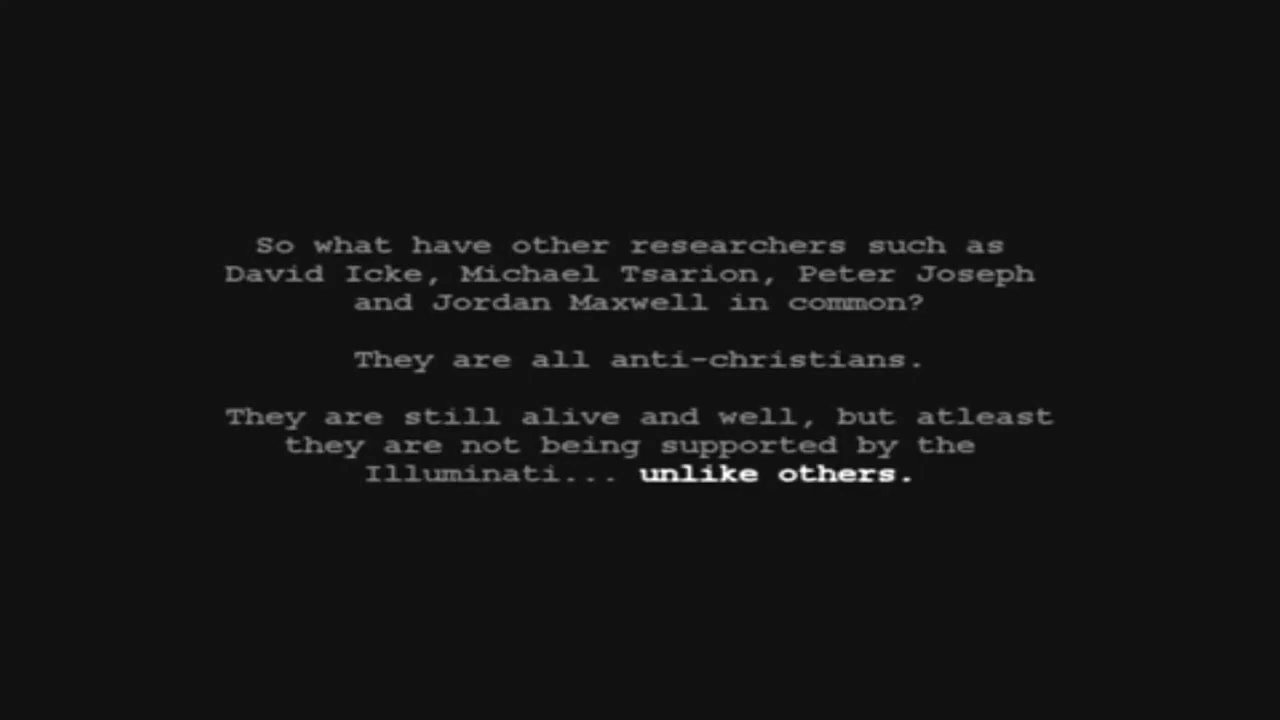 So what have other researchers such as
David Icke, Michael Tsarion, Peter Joseph
and Jordan Maxwell in common?
They are all anti-christians.
They are still alive and well, but atleast
they are not being supported by the
Illuminati... unlike others.